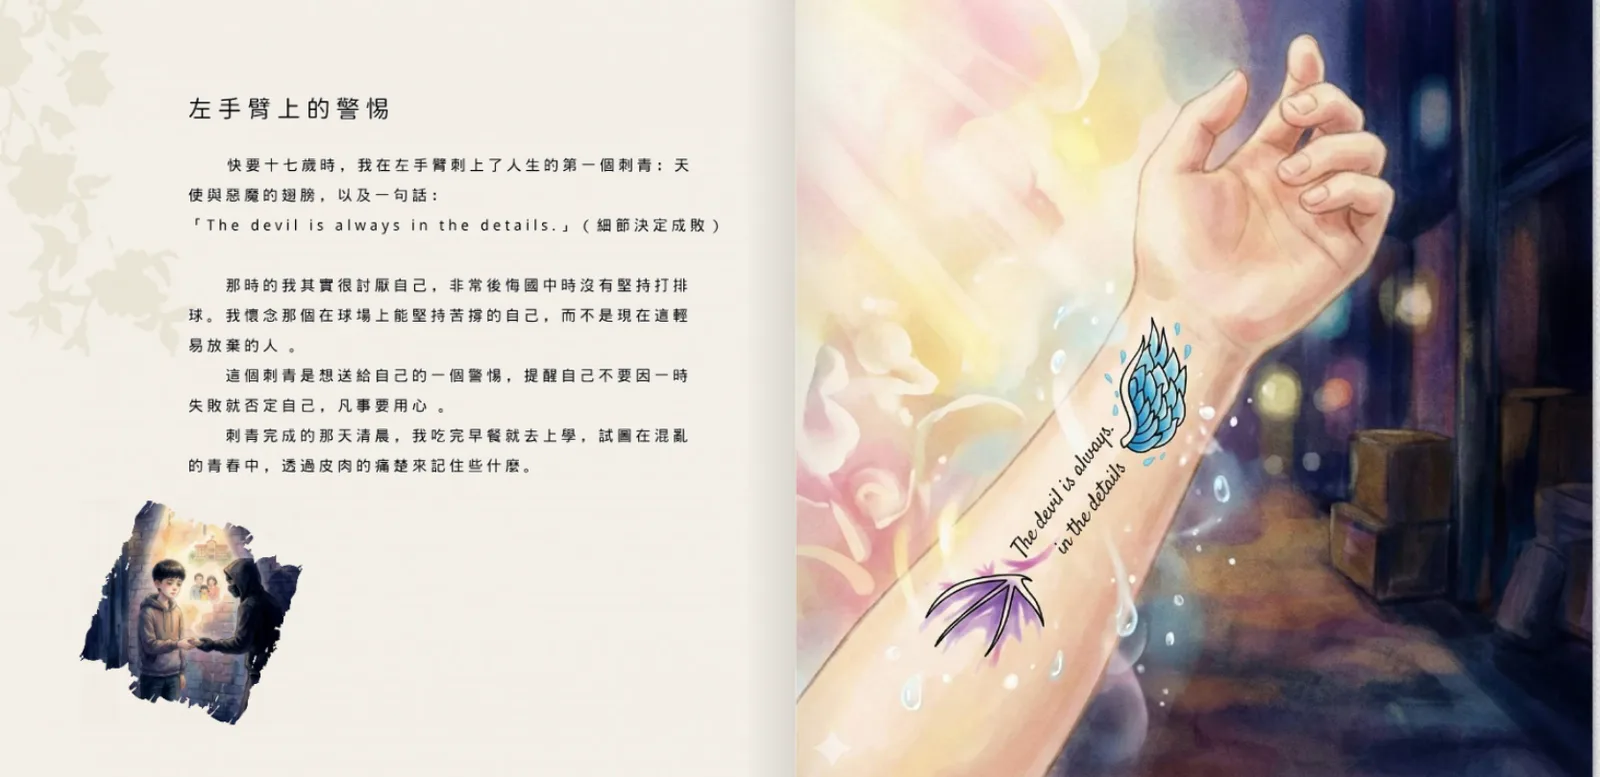 左手臂上的警惕
快要十七歲時，我在左手臂刺上了人生的第一個刺青：天
使與惡魔的翅膀，以及一句話：
「The devil is always in the details.」(細節決定成敗)
那時的我其實很討厭自己，非常後悔國中時沒有堅持打排
球。我懷念那個在球場上能堅持苦撐的自己，而不是現在這輕
易放棄的人 。
這個刺青是想送給自己的一個警惕，提醒自己不要因一時
失敗就否定自己，凡事要用心 。
刺青完成的那天清晨，我吃完早餐就去上學，試圖在混亂
的青春中，透過皮肉的痛楚來記住些什麼。
The devil is always.
in the details